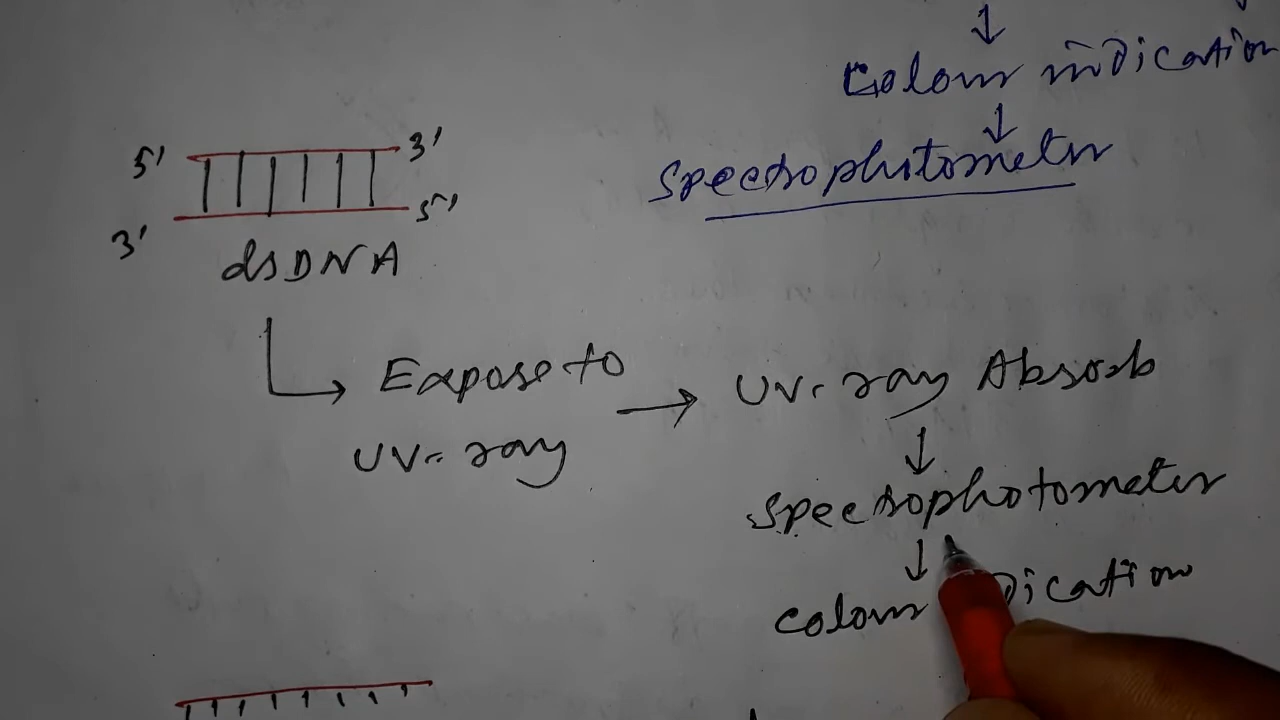 Colour indication
Spectrophotometer
5' 3'
3' 5'
dsDNA
Expose to
UV-ray
UV-ray Absorb
Spectrophotometer
Colour